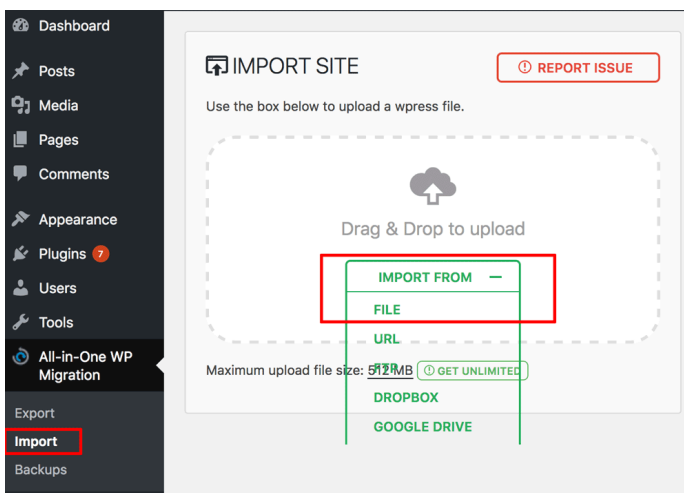 Dashboard
Posts
Media
Pages
Comments
Appearance
Plugins 7
Users
Tools
All-in-One WP
Migration
Export
Import
Backups
IMPORT SITE
REPORT ISSUE
Use the box below to upload a wpress file.
Drag & Drop to upload
IMPORT FROM
FILE
URL
FTP
DROPBOX
GOOGLE DRIVE
Maximum upload file size: 512 MB
GET UNLIMITED